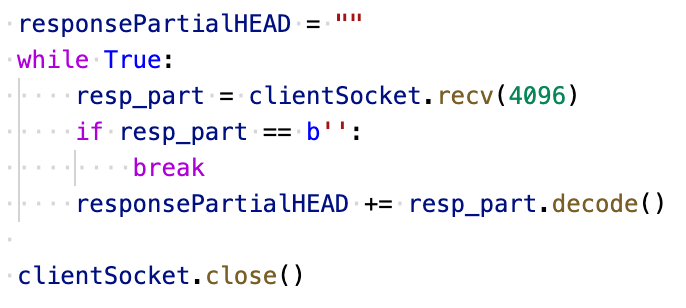 responsePartialHEAD = ""
while True:
    resp_part = clientSocket.recv(4096)
    if resp_part == b'':
        break
    responsePartialHEAD += resp_part.decode()

clientSocket.close()